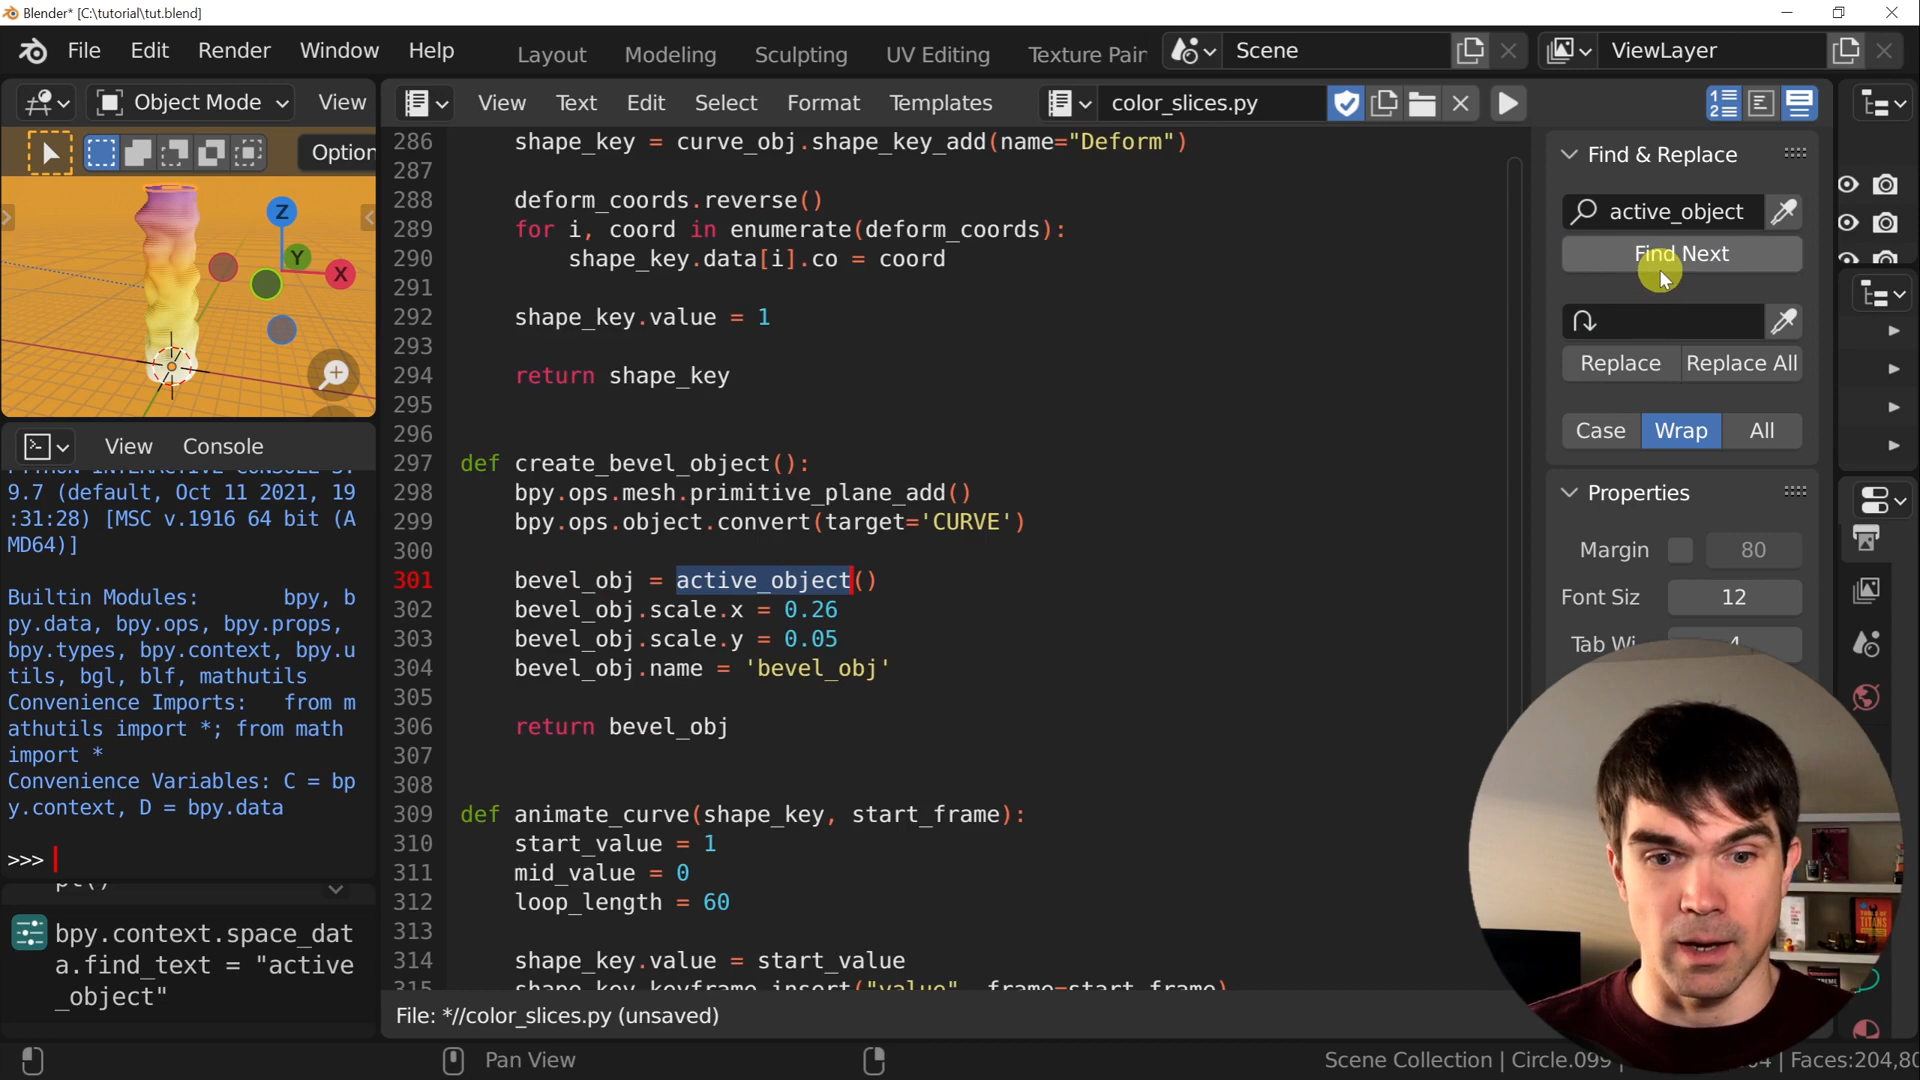 Blender* [C:\tutorial\tut.blend]
File Edit Render Window Help Layout Modeling Sculpting UV Editing Texture Pair Scene ViewLayer
Object Mode View
Option
Z
Y
X
View Console
9.7 (default, Oct 11 2021, 19
:31:28) [MSC v.1916 64 bit (A
MD64)]
Builtin Modules:       bpy, b
py.data, bpy.ops, bpy.props,
bpy.types, bpy.context, bpy.u
tils, bgl, blf, mathutils
Convenience Imports:   from m
athutils import *; from math
import *
Convenience Variables: C = bp
y.context, D = bpy.data
>>>
bpy.context.space_dat
a.find_text = "active
_object"
View Text Edit Select Format Templates color_slices.py
286 shape_key = curve_obj.shape_key_add(name="Deform")
287
288 deform_coords.reverse()
289 for i, coord in enumerate(deform_coords):
290 shape_key.data[i].co = coord
291
292 shape_key.value = 1
293
294 return shape_key
295
296
297 def create_bevel_object():
298 bpy.ops.mesh.primitive_plane_add()
299 bpy.ops.object.convert(target='CURVE')
300
301 bevel_obj = active_object()
302 bevel_obj.scale.x = 0.26
303 bevel_obj.scale.y = 0.05
304 bevel_obj.name = 'bevel_obj'
305
306 return bevel_obj
307
308
309 def animate_curve(shape_key, start_frame):
310 start_value = 1
311 mid_value = 0
312 loop_length = 60
313
314 shape_key.value = start_value
315 shape_key.keyframe_insert("value", frame=start_frame)
File: *//color_slices.py (unsaved)
Find & Replace
active_object
Find Next
Replace Replace All
Case Wrap All
Properties
Margin 80
Font Siz 12
Tab Wi 4
Pan View
Scene Collection | Circle.099 | Faces:204,80